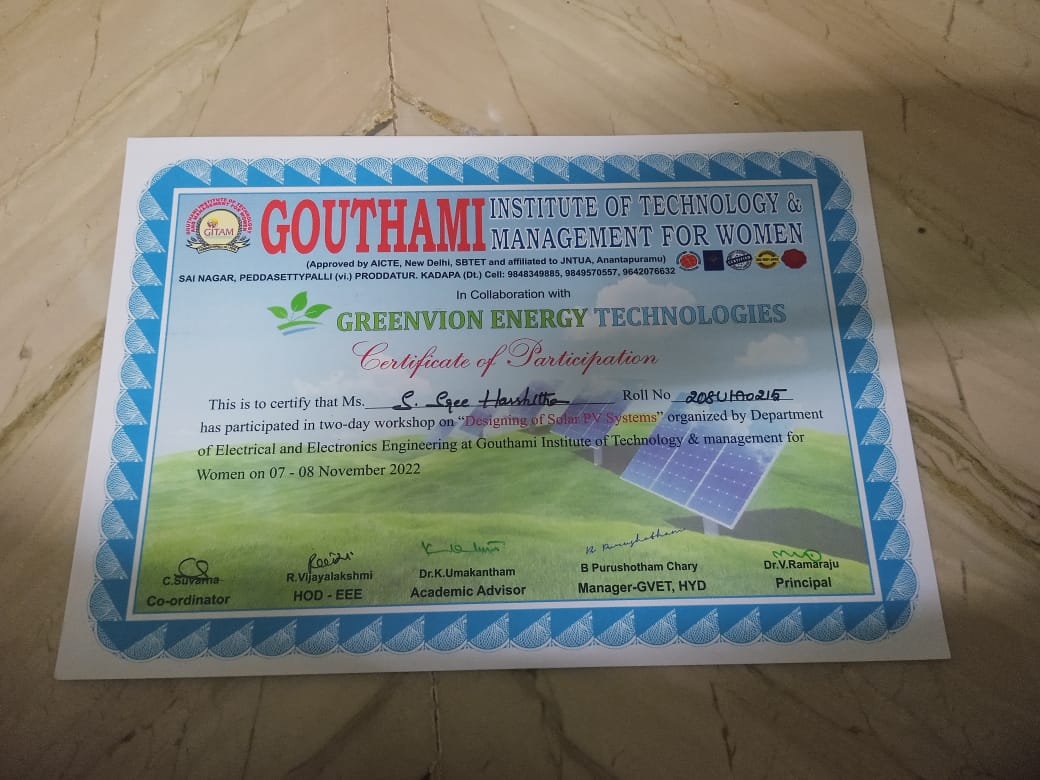 GOUTHAMI INSTITUTE OF TECHNOLOGY &
MANAGEMENT FOR WOMEN
GITAM
(Approved by AICTE, New Delhi, SBTET and affiliated to JNTUA, Anantapuramu)
SAI NAGAR, PEDDASETTYPALLI (vi.) PRODDATUR. KADAPA (Dt.) Cell: 9848349885, 9849570557, 9642076632
In Collaboration with
GREENVION ENERGY TECHNOLOGIES
Certificate of Participation
This is to certify that Ms. S. Sree Harshitha Roll No 208U1A0215
has participated in two-day workshop on "Designing of Solar PV Systems" organized by Department
of Electrical and Electronics Engineering at Gouthami Institute of Technology & management for
Women on 07 - 08 November 2022
C.Suvarna
Co-ordinator
R.Vijayalakshmi
HOD - EEE
Dr.K.Umakantham
Academic Advisor
B. Purushotham
B Purushotham Chary
Manager-GVET, HYD
Dr.V.Ramaraju
Principal